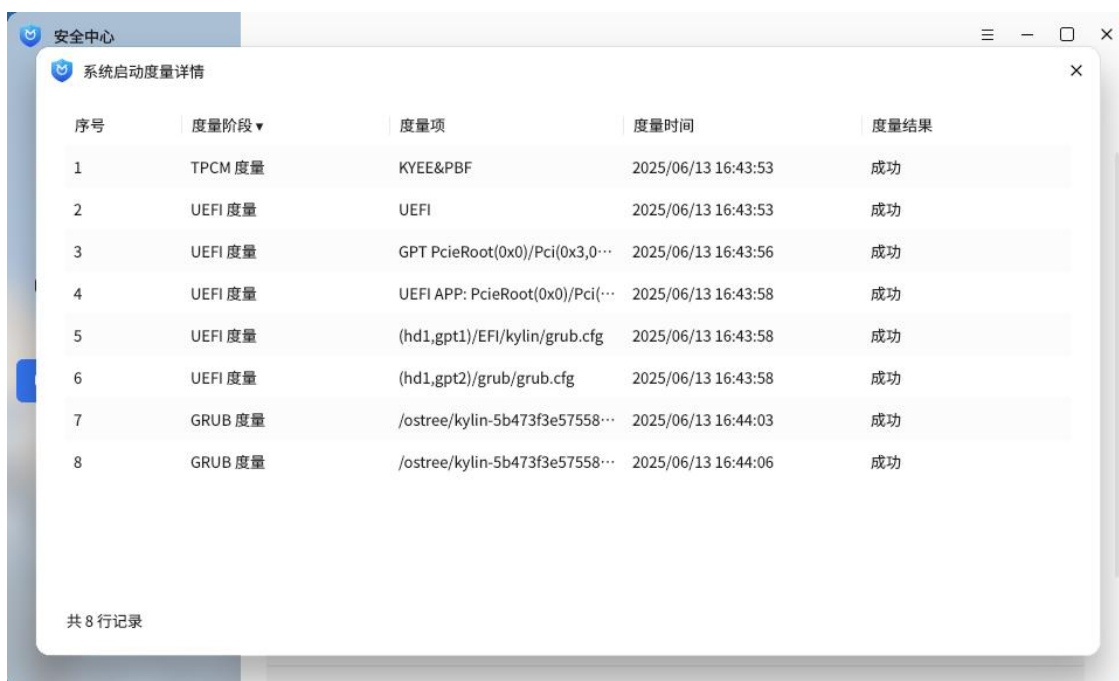 安全中心
系统启动度量详情
序号 度量阶段▾ 度量项 度量时间 度量结果
1 TPCM 度量 KYEE&PBF 2025/06/13 16:43:53 成功
2 UEFI 度量 UEFI 2025/06/13 16:43:53 成功
3 UEFI 度量 GPT PcieRoot(0x0)/Pci(0x3,0⋯ 2025/06/13 16:43:56 成功
4 UEFI 度量 UEFI APP: PcieRoot(0x0)/Pci(⋯ 2025/06/13 16:43:58 成功
5 UEFI 度量 (hd1,gpt1)/EFI/kylin/grub.cfg 2025/06/13 16:43:58 成功
6 UEFI 度量 (hd1,gpt2)/grub/grub.cfg 2025/06/13 16:43:58 成功
7 GRUB 度量 /ostree/kylin-5b473f3e57558⋯ 2025/06/13 16:44:03 成功
8 GRUB 度量 /ostree/kylin-5b473f3e57558⋯ 2025/06/13 16:44:06 成功
共 8 行记录